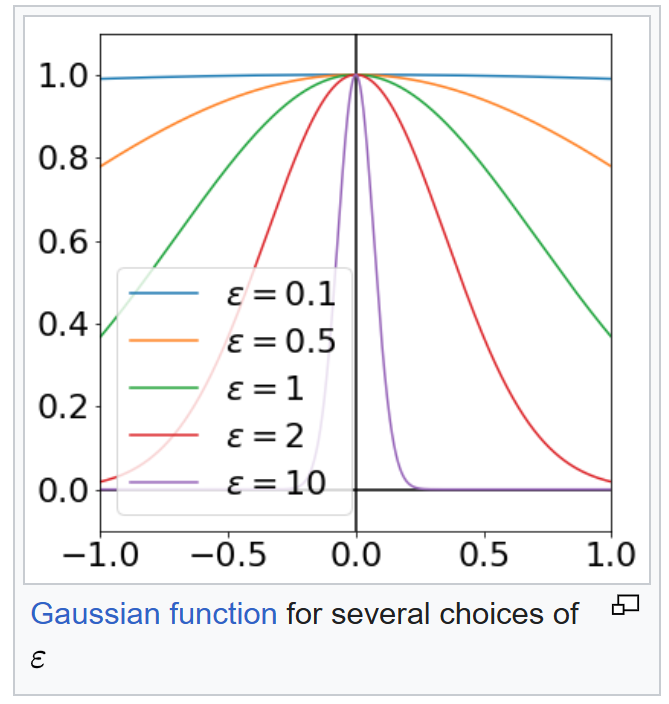 1.0
0.8
0.6
0.4
0.2
0.0
ε = 0.1
ε = 0.5
ε = 1
ε = 2
ε = 10
−1.0 −0.5 0.0 0.5 1.0
Gaussian function for several choices of
ε